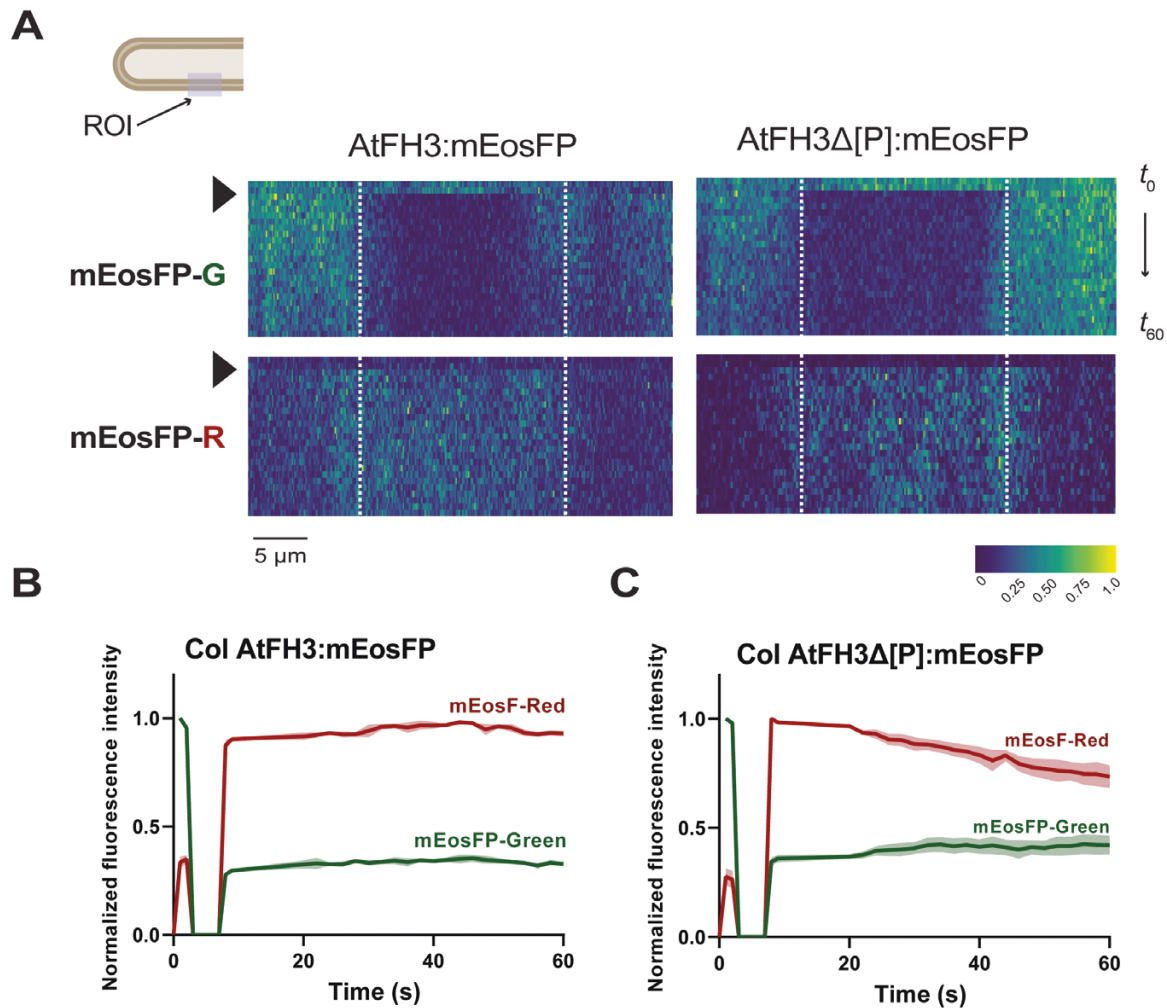 A
ROI
AtFH3:mEosFP
AtFH3Δ[P]:mEosFP
mEosFP-G
t0
t60
mEosFP-R
5 µm
0
0.25
0.50
0.75
1.0
B
Col AtFH3:mEosFP
Normalized fluorescence intensity
1.0
0.5
0.0
mEosF-Red
mEosFP-Green
0
20
40
60
Time (s)
C
Col AtFH3Δ[P]:mEosFP
Normalized fluorescence intensity
1.0
0.5
0.0
mEosF-Red
mEosFP-Green
0
20
40
60
Time (s)